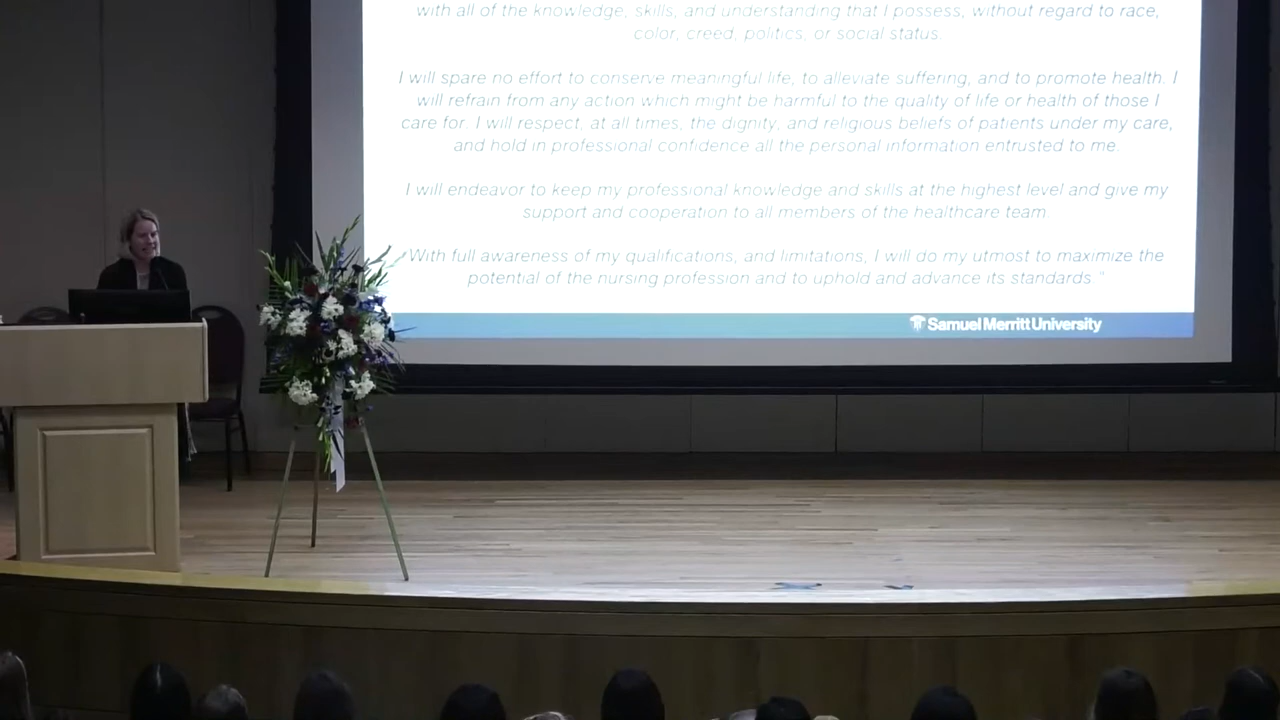 with all of the knowledge, skills, and understanding that I possess, without regard to race,
color, creed, politics, or social status.
I will spare no effort to conserve meaningful life, to alleviate suffering, and to promote health. I
will refrain from any action which might be harmful to the quality of life or health of those I
care for. I will respect, at all times, the dignity, and religious beliefs of patients under my care,
and hold in professional confidence all the personal information entrusted to me.
I will endeavor to keep my professional knowledge and skills at the highest level and give my
support and cooperation to all members of the healthcare team.
With full awareness of my qualifications, and limitations, I will do my utmost to maximize the
potential of the nursing profession and to uphold and advance its standards."
Samuel Merritt University